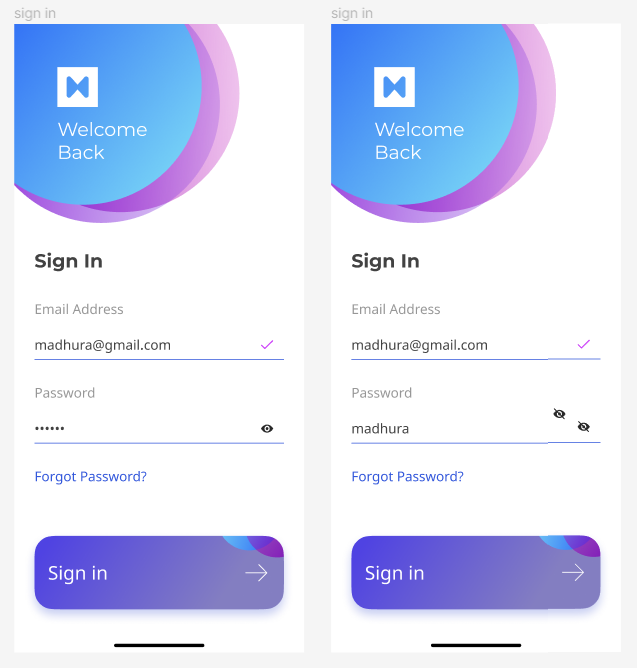 sign in
Welcome
Back
Sign In
Email Address
madhura@gmail.com
Password
••••••
Forgot Password?
Sign in
sign in
Welcome
Back
Sign In
Email Address
madhura@gmail.com
Password
madhura
Forgot Password?
Sign in